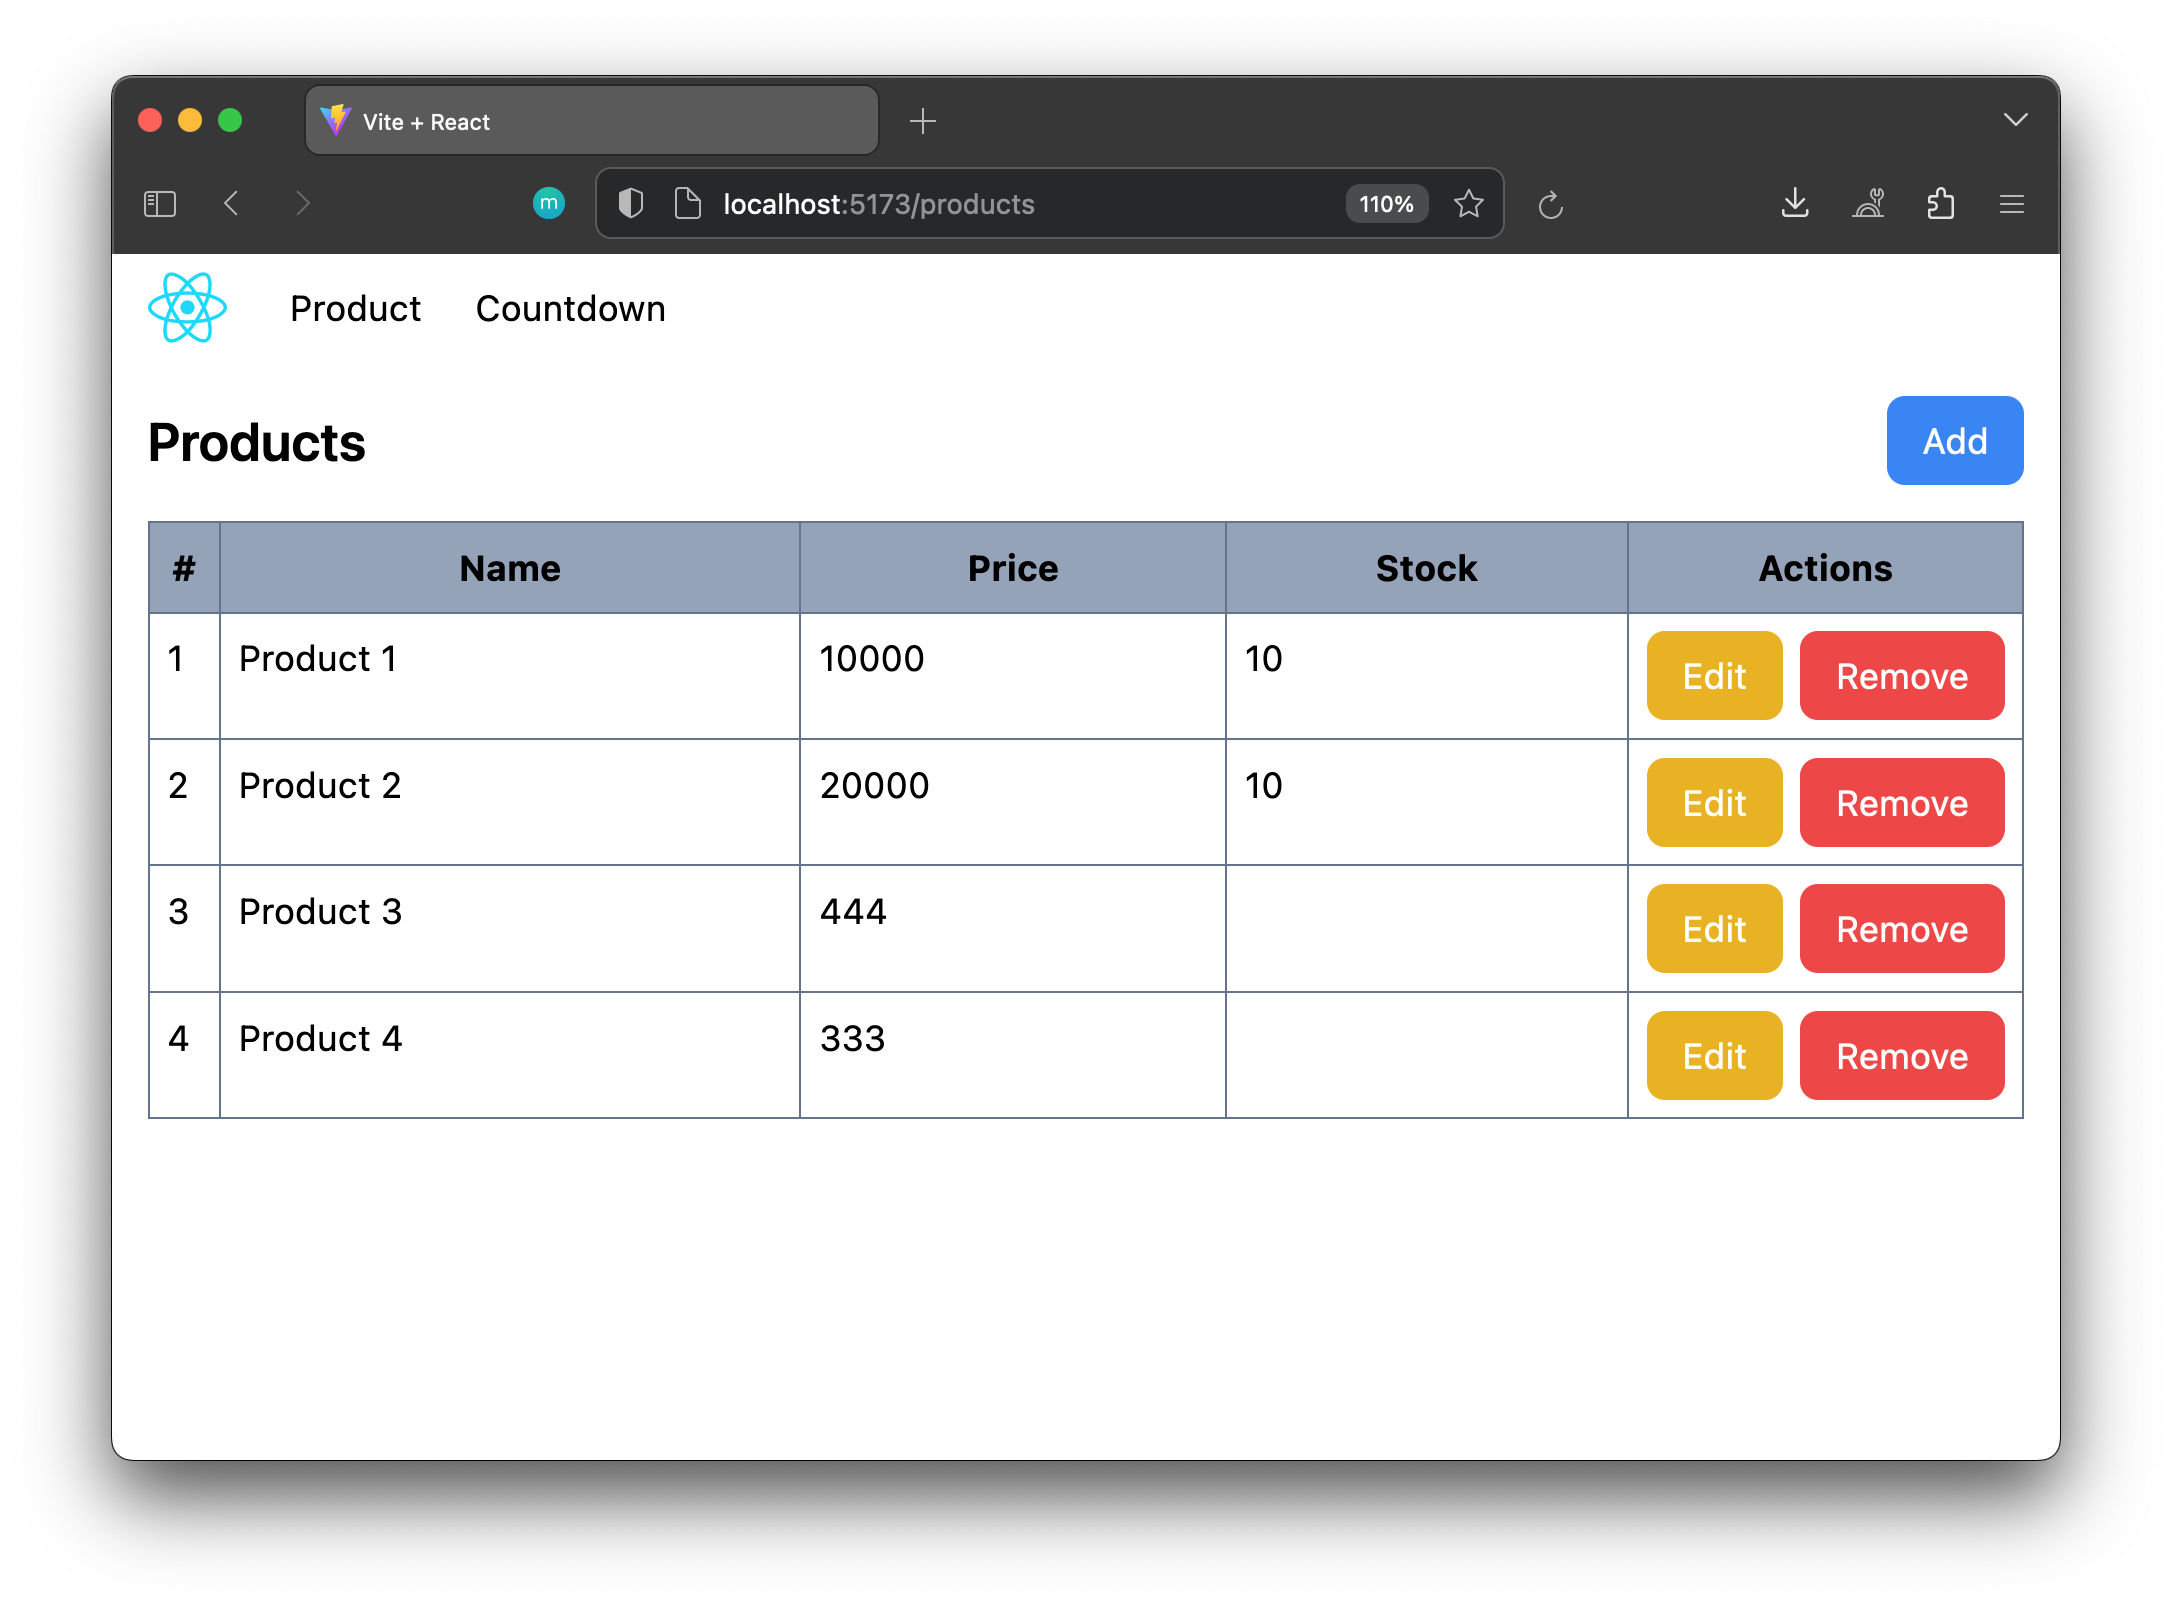 Vite + React
m
localhost:5173/products
110%
Product Countdown
Products
Add
# Name Price Stock Actions
1 Product 1 10000 10 Edit Remove
2 Product 2 20000 10 Edit Remove
3 Product 3 444 Edit Remove
4 Product 4 333 Edit Remove